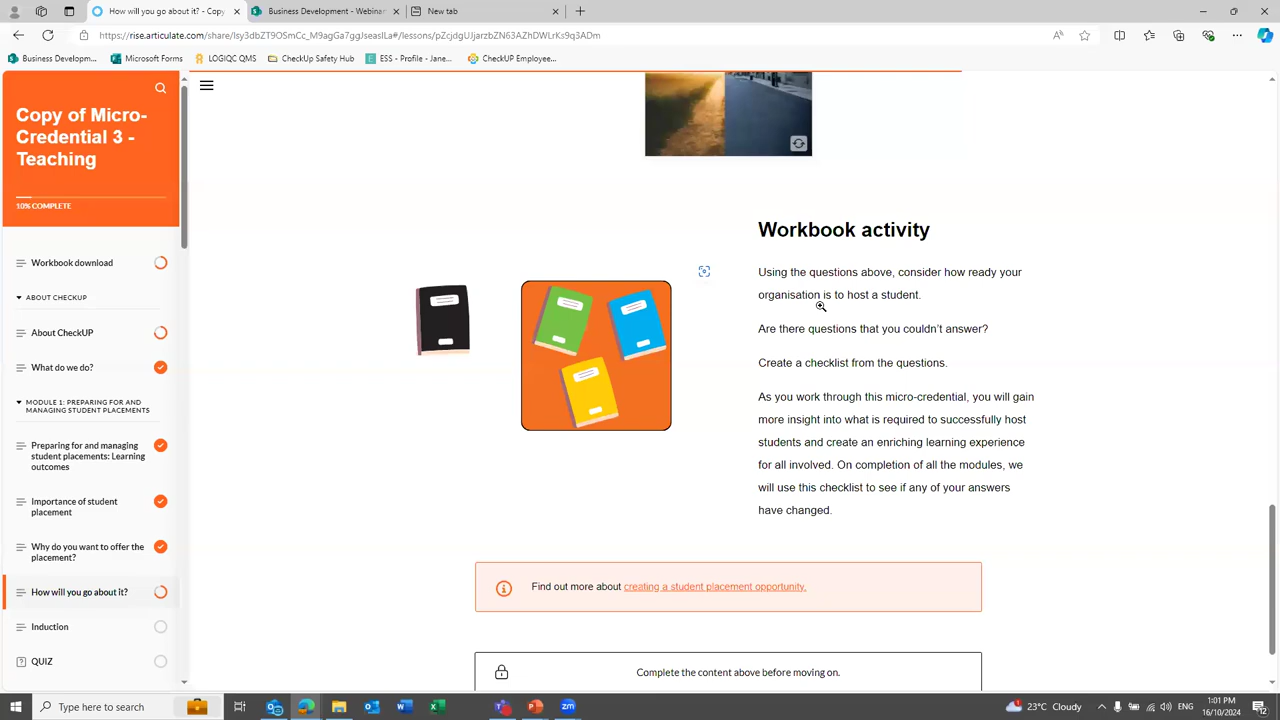 How will you go about it? - Copy
Business Development - Webinar
New tab
https://rise.articulate.com/share/Isy3dbZT9OSmCc_M9agGa7ggJseasILa#/lessons/pZcjdgUJjarzbZN63AZhDWLrKs9q3ADm
Business Developm...
Microsoft Forms
LOGIQC QMS
CheckUp Safety Hub
ESS - Profile - Jane...
CheckUP Employee...
Copy of Micro-
Credential 3 -
Teaching
10% COMPLETE
Workbook download
ABOUT CHECKUP
About CheckUP
What do we do?
MODULE 1: PREPARING FOR AND
MANAGING STUDENT PLACEMENTS
Preparing for and managing
student placements: Learning
outcomes
Importance of student
placement
Why do you want to offer the
placement?
How will you go about it?
Induction
QUIZ
Workbook activity
Using the questions above, consider how ready your
organisation is to host a student.
Are there questions that you couldn't answer?
Create a checklist from the questions.
As you work through this micro-credential, you will gain
more insight into what is required to successfully host
students and create an enriching learning experience
for all involved. On completion of all the modules, we
will use this checklist to see if any of your answers
have changed.
Find out more about creating a student placement opportunity.
Complete the content above before moving on.
Type here to search
23°C Cloudy
ENG
1:01 PM
16/10/2024